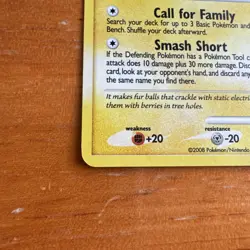 Call for Family
Search your deck for up to 3 Basic Pokémon and
Bench. Shuffle your deck afterward.
Smash Short
If the Defending Pokémon has a Pokémon Tool c
attack does 10 damage plus 30 more damage. Disc
card, look at your opponent's hand, and discard any
the same name you find there.
It makes fur balls that crackle with static electri
them with berries in tree holes.
weakness
resistance
+20
-20
©2008 Pokémon/Nintendo